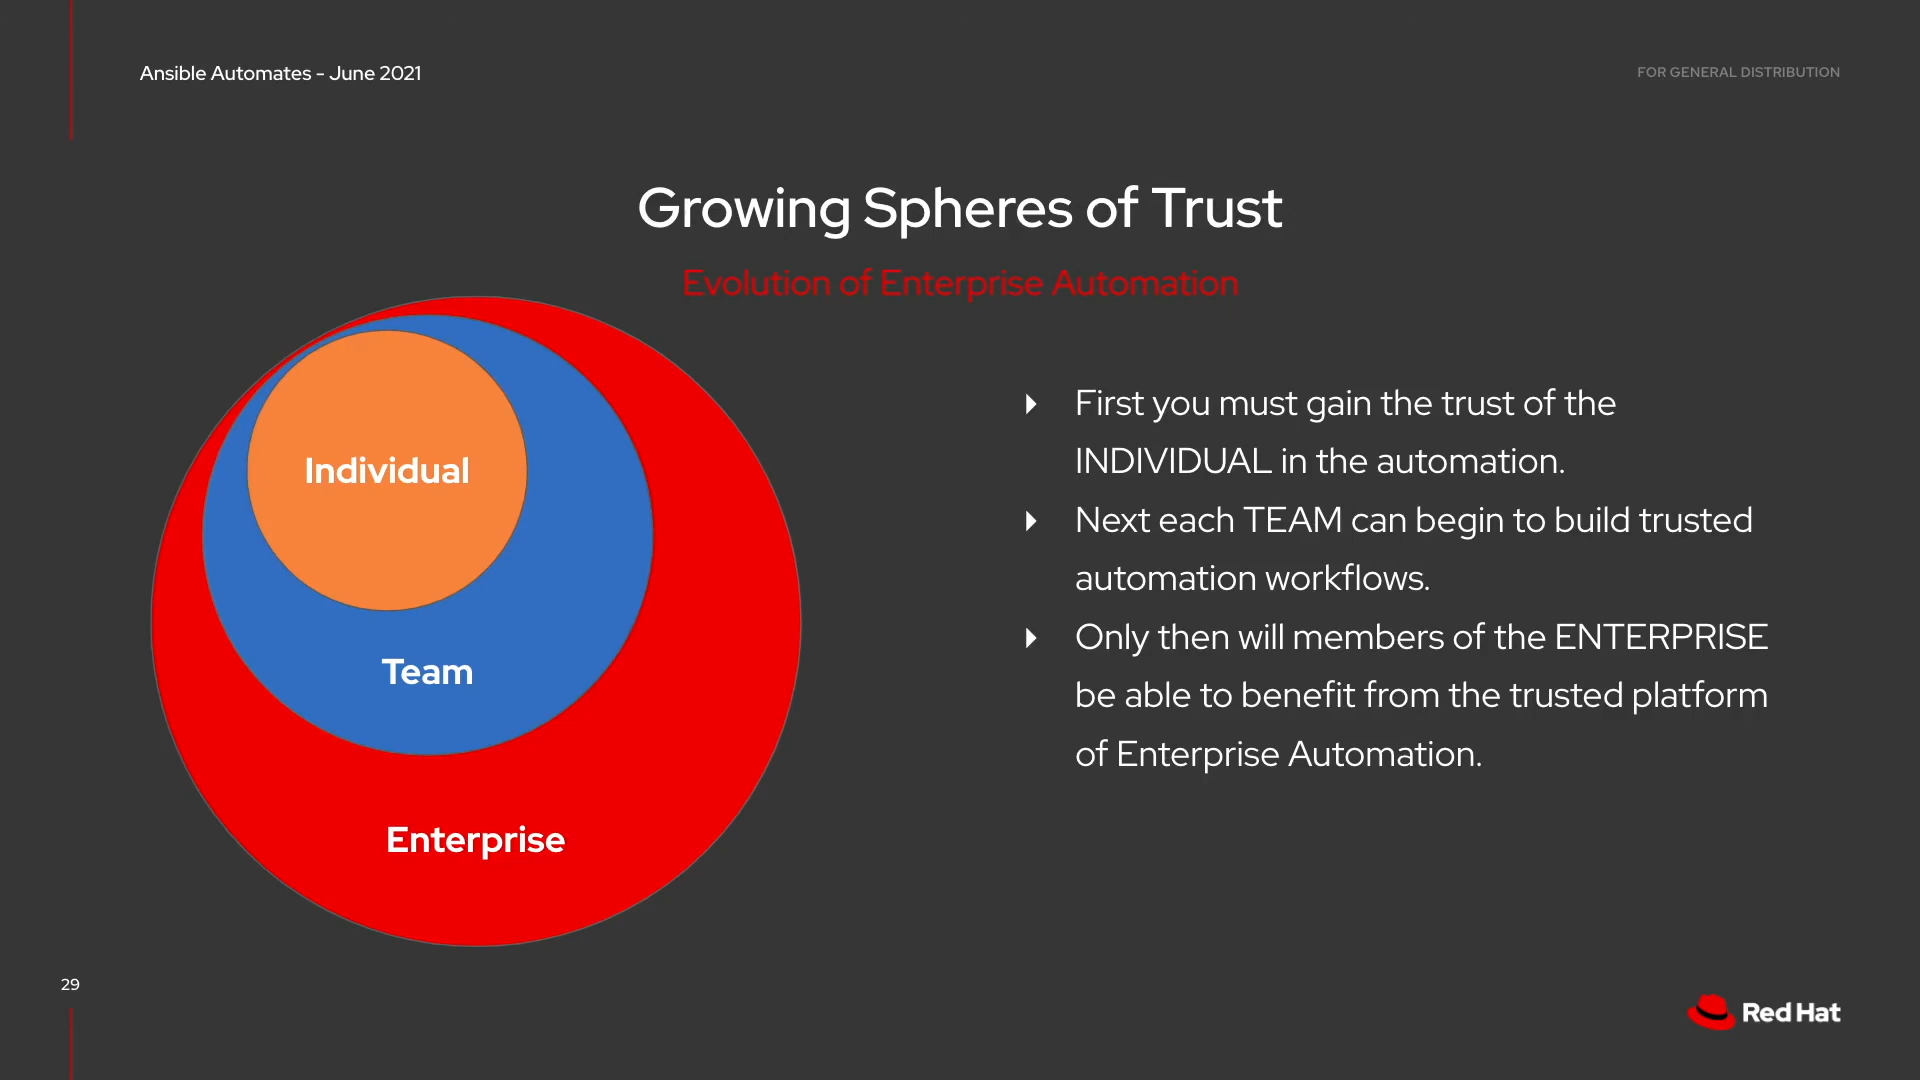 Ansible Automates - June 2021
FOR GENERAL DISTRIBUTION
Growing Spheres of Trust
Evolution of Enterprise Automation
Individual
Team
Enterprise
First you must gain the trust of the
INDIVIDUAL in the automation.
Next each TEAM can begin to build trusted
automation workflows.
Only then will members of the ENTERPRISE
be able to benefit from the trusted platform
of Enterprise Automation.
29
Red Hat